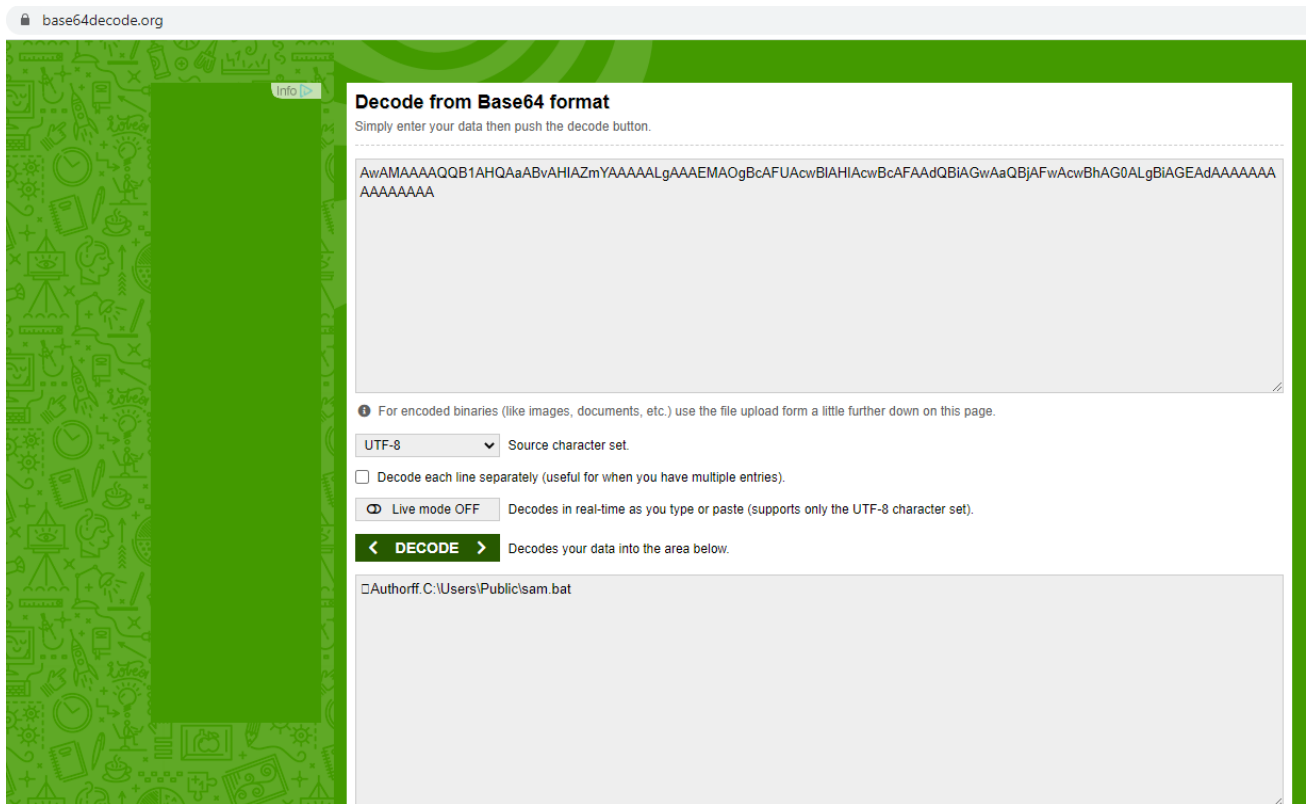 base64decode.org
Info
Decode from Base64 format
Simply enter your data then push the decode button.
AwAMAAAAQQB1AHQAaABvAHIAZmYAAAAALgAAAEMAOgBcAFUAcwBlAHIAcwBcAFAAdQBiAGwAaQBjAFwAcwBhAG0ALgBiAGEAdAAAAAAA
AAAAAAAAA
For encoded binaries (like images, documents, etc.) use the file upload form a little further down on this page.
UTF-8 Source character set.
Decode each line separately (useful for when you have multiple entries).
Live mode OFF Decodes in real-time as you type or paste (supports only the UTF-8 character set).
< DECODE > Decodes your data into the area below.
□Authorff.C:\Users\Public\sam.bat